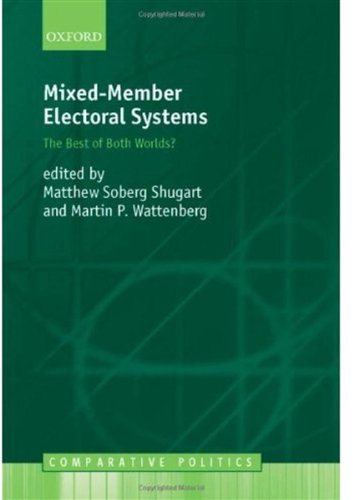 OXFORD
Mixed-Member
Electoral Systems
The Best of Both Worlds?
edited by
Matthew Soberg Shugart
and Martin P. Wattenberg
COMPARATIVE POLITICS